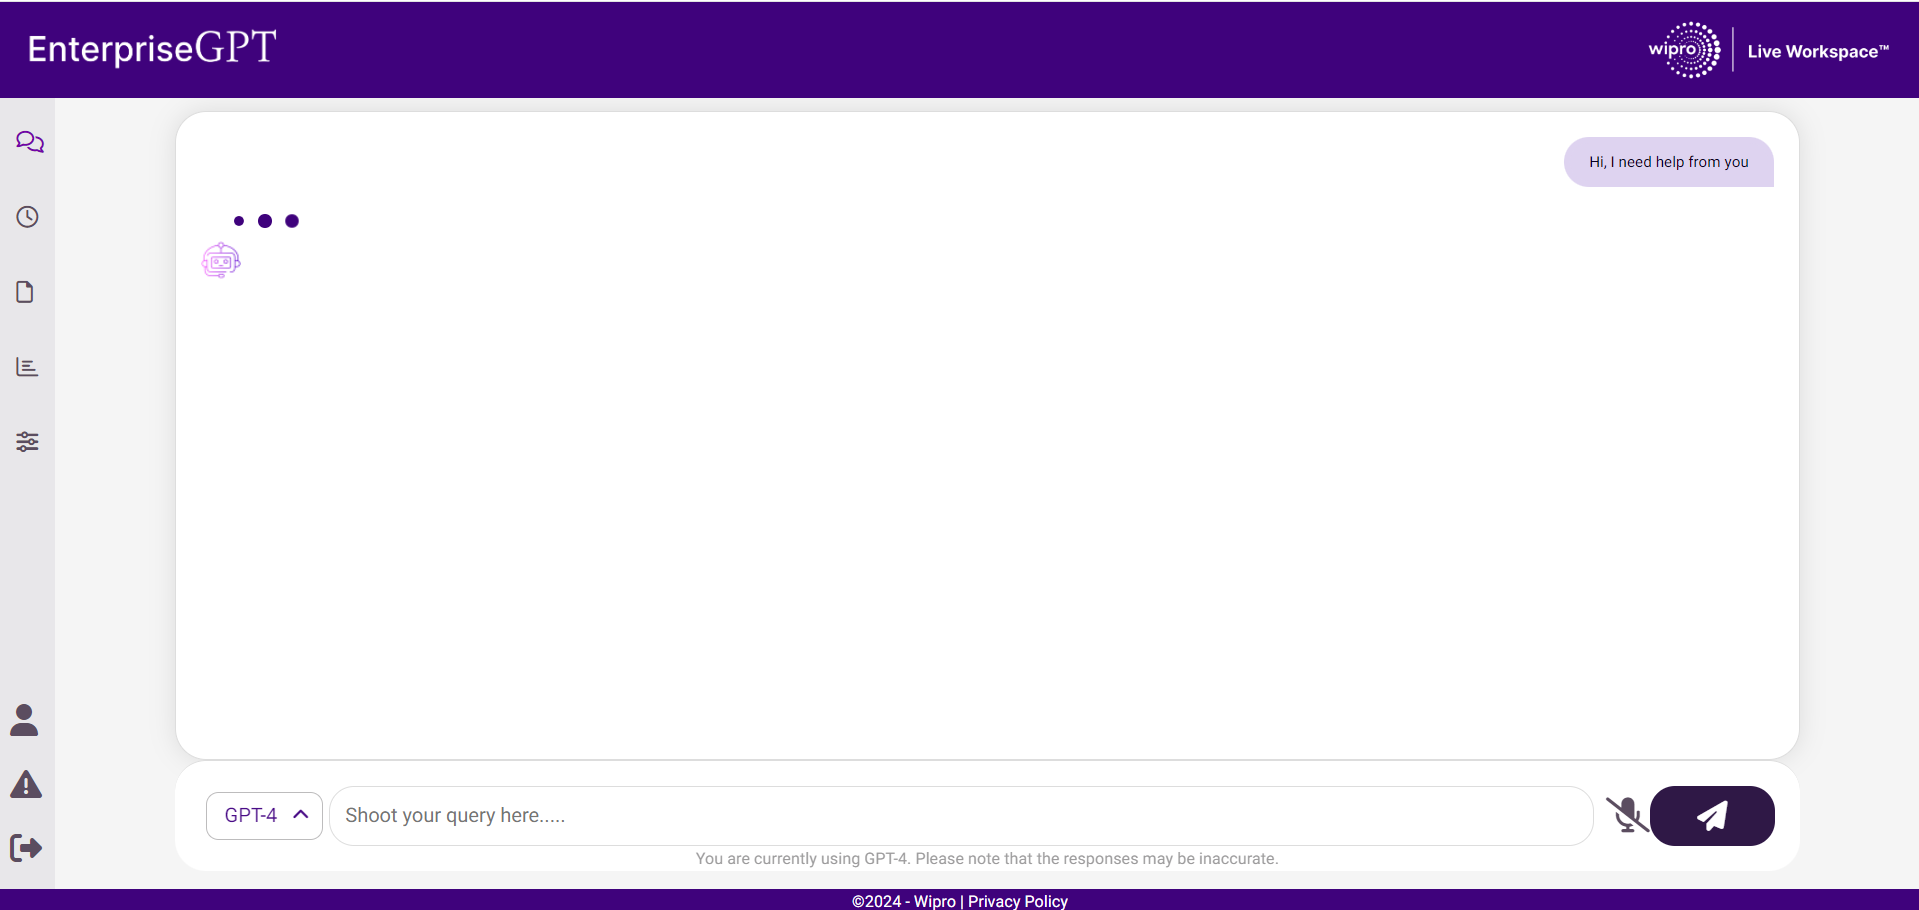 EnterpriseGPT
wipro
Live Workspace™
Hi, I need help from you
GPT-4
Shoot your query here.....
You are currently using GPT-4. Please note that the responses may be inaccurate.
©2024 - Wipro | Privacy Policy